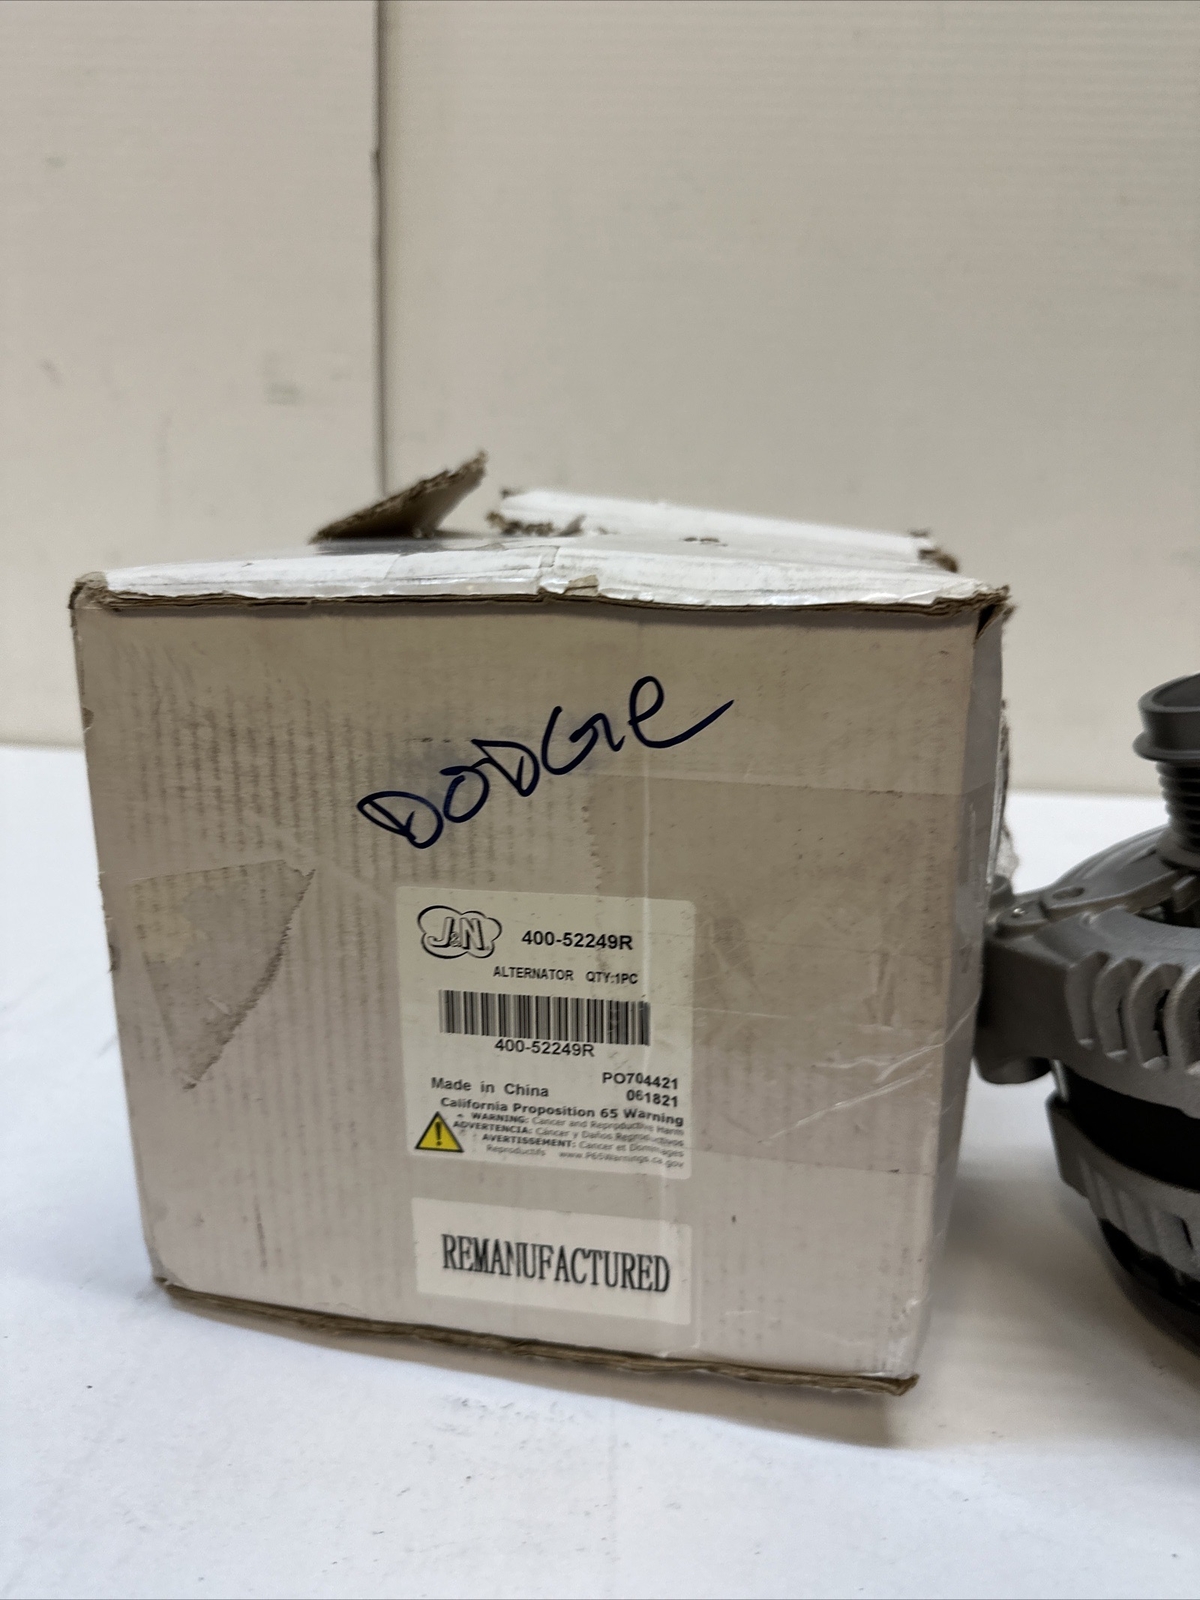 DODGe
J&N 400-52249R
ALTERNATOR QTY:1PC
400-52249R
PO704421
Made in China 061821
California Proposition 65 Warning
WARNING: Cancer and Reproductive Harm
ADVERTENCIA: Cáncer y Daños Reproductivos
AVERTISSEMENT: Cancer et Dommages
Reproductifs www.P65Warnings.ca.gov
REMANUFACTURED